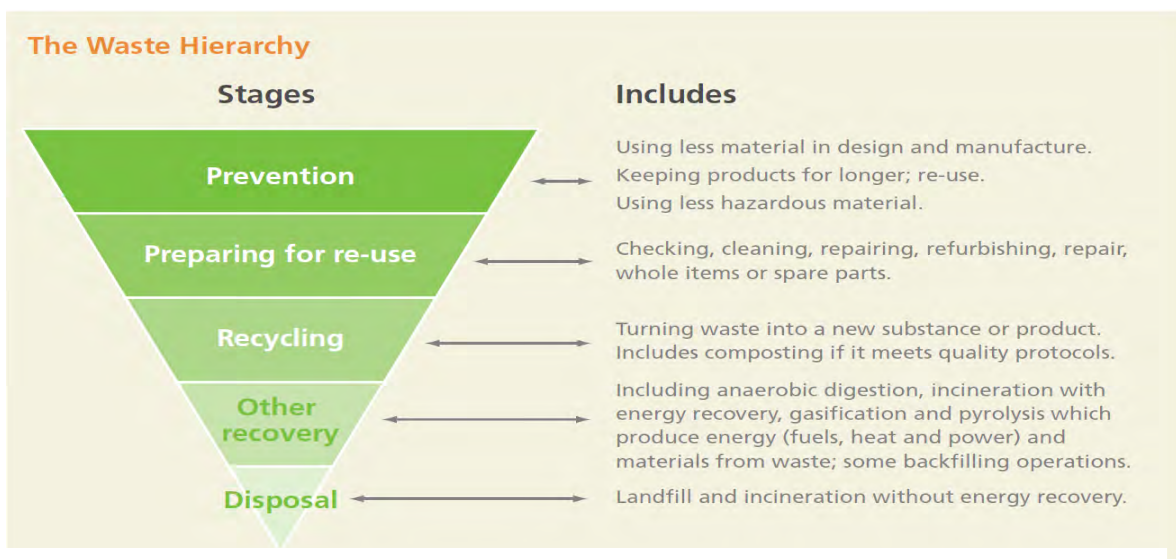 The Waste Hierarchy
Stages
Includes
Prevention
Using less material in design and manufacture.
Keeping products for longer; re-use.
Using less hazardous material.
Preparing for re-use
Checking, cleaning, repairing, refurbishing, repair,
whole items or spare parts.
Recycling
Turning waste into a new substance or product.
Includes composting if it meets quality protocols.
Other
recovery
Including anaerobic digestion, incineration with
energy recovery, gasification and pyrolysis which
produce energy (fuels, heat and power) and
materials from waste; some backfilling operations.
Disposal
Landfill and incineration without energy recovery.